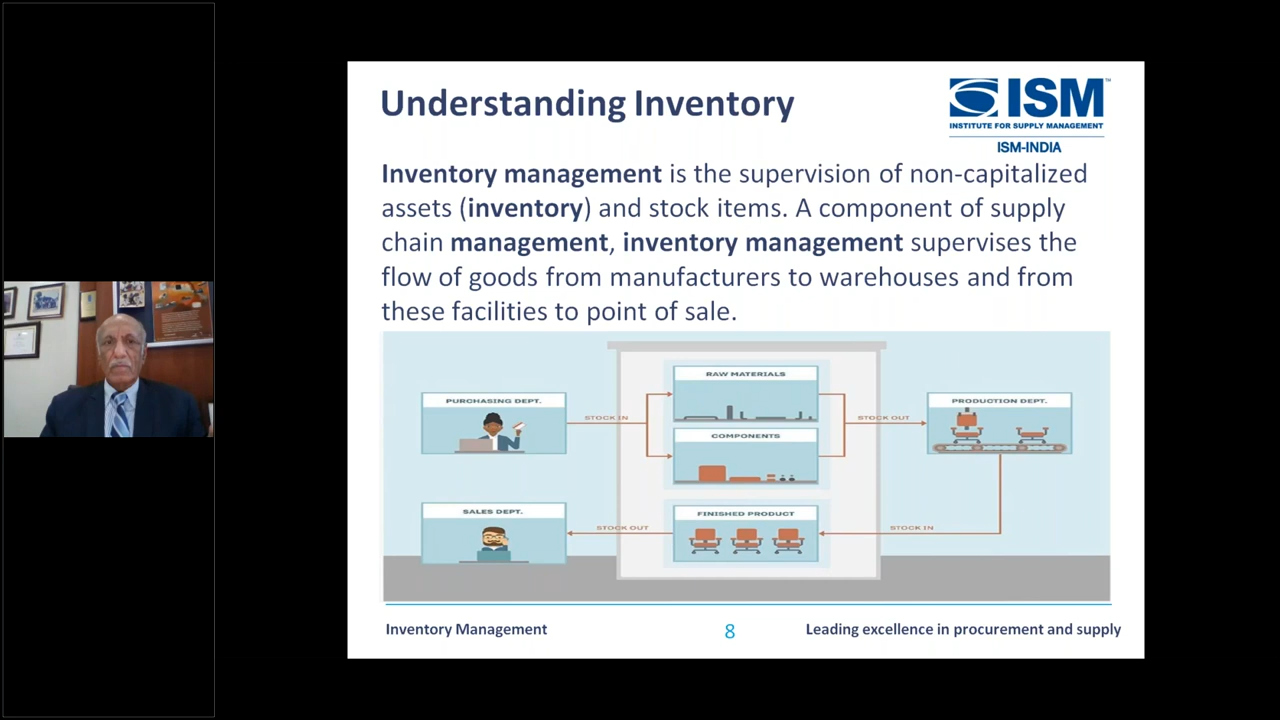 Understanding Inventory
ISM™
INSTITUTE FOR SUPPLY MANAGEMENT
ISM-INDIA
Inventory management is the supervision of non-capitalized
assets (inventory) and stock items. A component of supply
chain management, inventory management supervises the
flow of goods from manufacturers to warehouses and from
these facilities to point of sale.
RAW MATERIALS
PURCHASING DEPT.
PRODUCTION DEPT.
STOCK IN
STOCK OUT
COMPONENTS
SALES DEPT.
FINISHED PRODUCT
STOCK OUT
STOCK IN
Inventory Management
8
Leading excellence in procurement and supply